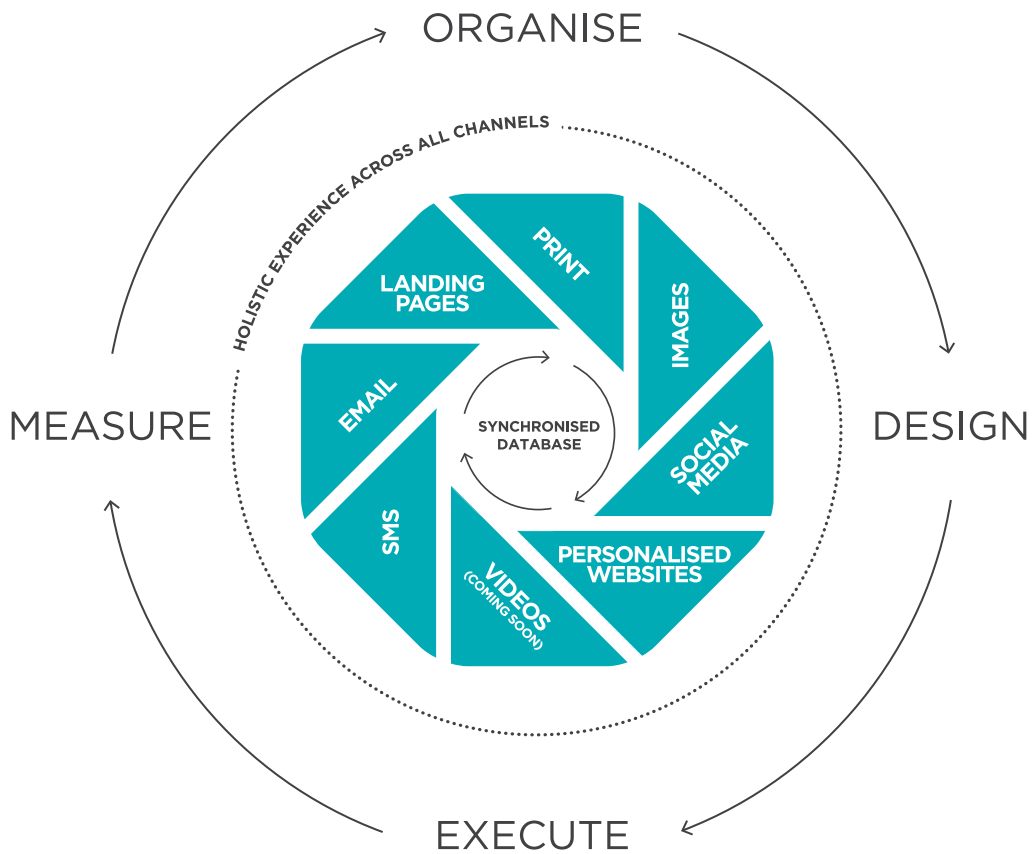 ORGANISE
HOLISTIC EXPERIENCE ACROSS ALL CHANNELS
PRINT
IMAGES
LANDING
PAGES
EMAIL
SYNCHRONISED
DATABASE
SOCIAL
MEDIA
MEASURE
DESIGN
SMS
VIDEOS
(COMING SOON)
PERSONALISED
WEBSITES
EXECUTE